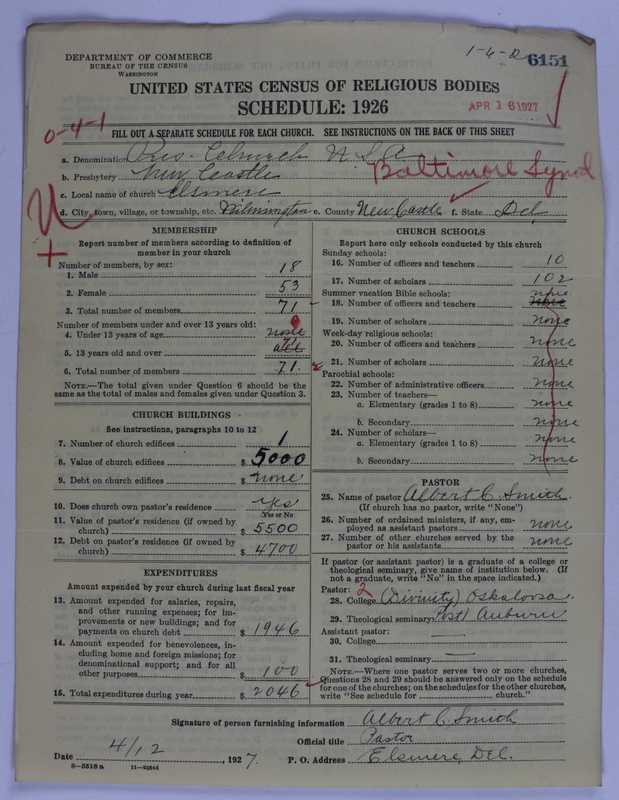 1-6-0
6151
DEPARTMENT OF COMMERCE
BUREAU OF THE CENSUS
WASHINGTON
UNITED STATES CENSUS OF RELIGIOUS BODIES
SCHEDULE: 1926
APR 16 1927
0-4-1
FILL OUT A SEPARATE SCHEDULE FOR EACH CHURCH. SEE INSTRUCTIONS ON THE BACK OF THIS SHEET
a. Denomination Pres. Church U.S.A.
b. Presbytery New Castle
Baltimore Synod
c. Local name of church Elsmere
d. City, town, village, or township, etc. Wilmington e. County New Castle f. State Del.
MEMBERSHIP
Report number of members according to definition of
member in your church
Number of members, by sex:
1. Male 18
2. Female 53
3. Total number of members 71
Number of members under and over 13 years old:
4. Under 13 years of age none
5. 13 years old and over all 71
6. Total number of members 71
NOTE.—The total given under Question 6 should be
same as the total of males and females given under Question 3.
CHURCH BUILDINGS
See instructions, paragraphs 10 to 12
7. Number of church edifices 1
8. Value of church edifices $ 5000
9. Debt on church edifices $ none
10. Does church own pastor's residence yes
(Yes or No)
11. Value of pastor's residence (if owned by
church) $ 5500
12. Debt on pastor's residence (if owned by
church) $ 4700
EXPENDITURES
Amount expended by your church during last fiscal year
13. Amount expended for salaries, repairs,
and other running expenses; for im-
provements or new building; and for
payments on church debt $ 1946
14. Amount expended for benevolences, in-
cluding home and foreign missions; for
denominational support; and for all
other purposes $ 100
15. Total expenditures during year $ 2046
CHURCH SCHOOLS
Report here only schools conducted by this church
Sunday schools:
16. Number of officers and teachers 10
17. Number of scholars 102
Summer vacation Bible schools:
18. Number of officers and teachers none
19. Number of scholars none
Week-day religious schools:
20. Number of officers and teachers none
21. Number of scholars none
Parochial schools:
22. Number of administrative officers none
23. Number of teachers—
a. Elementary (grades 1 to 8) none
b. Secondary none
24. Number of scholars—
a. Elementary (grades 1 to 8) none
b. Secondary none
PASTOR
25. Name of pastor Albert C. Smith
(If church has no pastor, write "None")
26. Number of ordained ministers, if any, em-
ployed as assistant pastors none
27. Number of other churches served by the
pastor or his assistants none
If pastor (or assistant pastor) is a graduate of a college or
theological seminary, give name of institution below. (If
not a graduate, write "No" in the space indicated.)
Pastor: 2
28. College (Divinity) Oskaloosa
29. Theological seminary (Post) Auburn
Assistant pastor:
30. College
31. Theological seminary
NOTE.—Where one pastor serves two or more churches,
Questions 28 and 29 should be answered only on the schedule
for one of the churches; on the schedules for the other churches,
write "See schedule for church."
Signature of person furnishing information Albert C. Smith
Official title Pastor
Date 4/12, 1927. P. O. Address Elsmere, Del.
8-5518 a